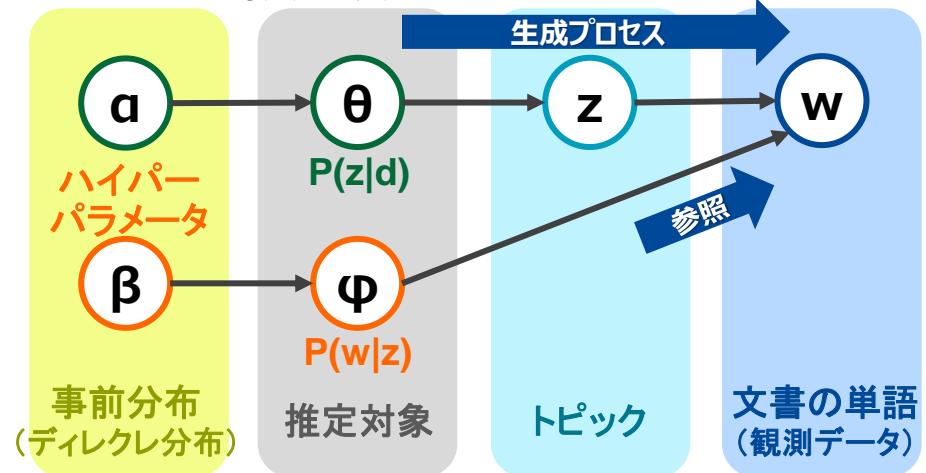 生成プロセス
α
θ
z
w
ハイパー
パラメータ
P(z|d)
参照
β
φ
P(w|z)
事前分布
(ディレクレ分布)
推定対象
トピック
文書の単語
(観測データ)